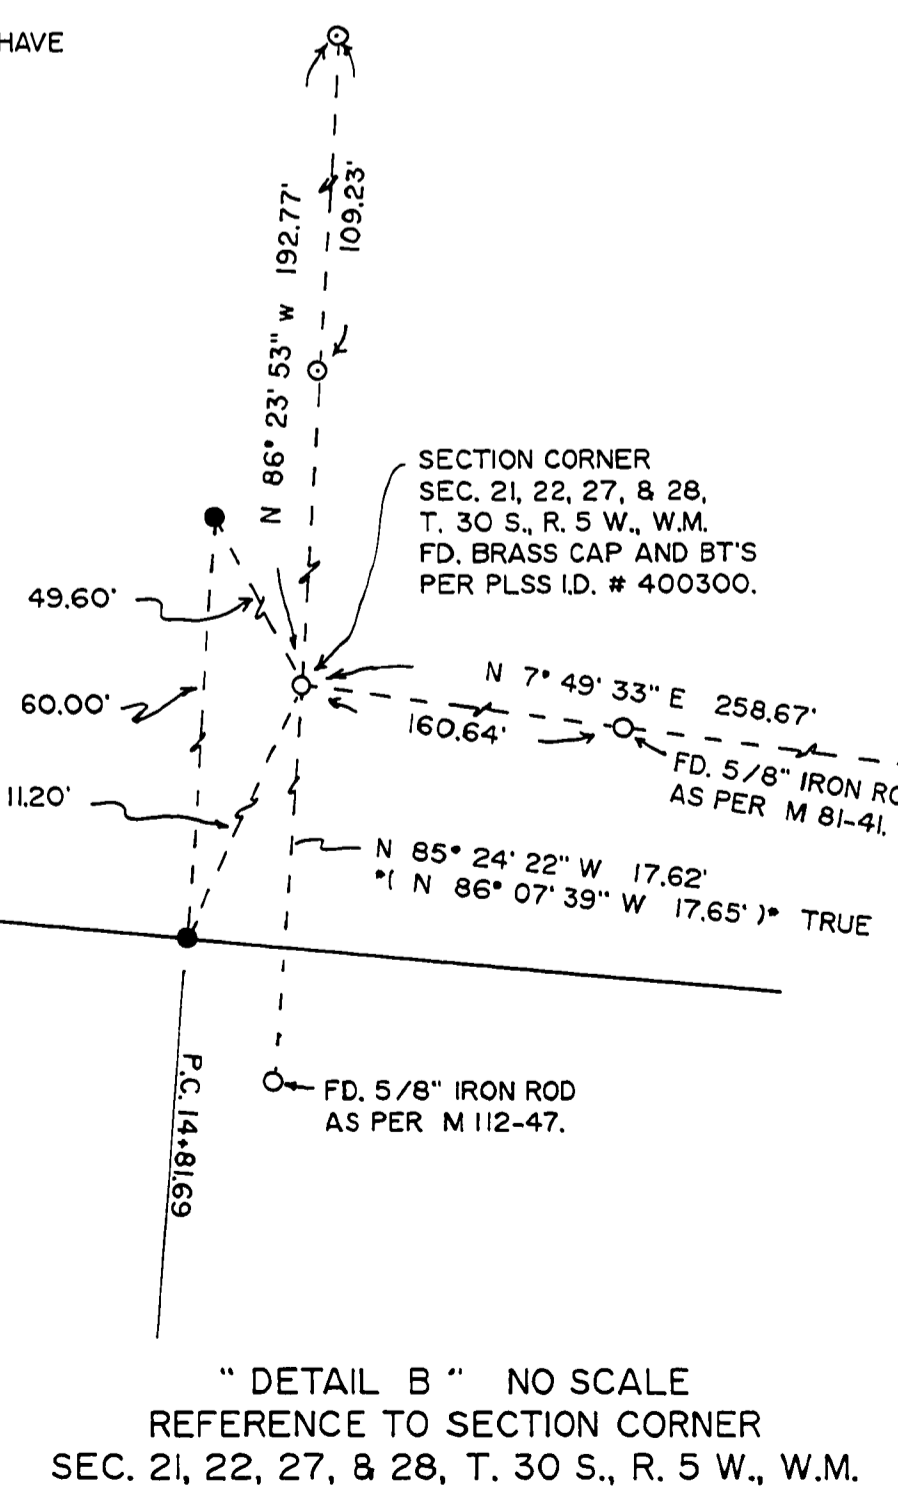 HAVE
N 86° 23' 53" W 192.77'
109.23'
SECTION CORNER
SEC. 21, 22, 27, & 28,
T. 30 S., R. 5 W., W.M.
FD. BRASS CAP AND BT'S
PER PLSS I.D. # 400300.
49.60'
60.00'
11.20'
N 7° 49' 33" E 258.67'
160.64'
FD. 5/8" IRON RO
AS PER M 81-41.
N 85° 24' 22" W 17.62'
*( N 86° 07' 39" W 17.65' )* TRUE
P.C. 14+81.69
FD. 5/8" IRON ROD
AS PER M 112-47.
" DETAIL B " NO SCALE
REFERENCE TO SECTION CORNER
SEC. 21, 22, 27, & 28, T. 30 S., R. 5 W., W.M.